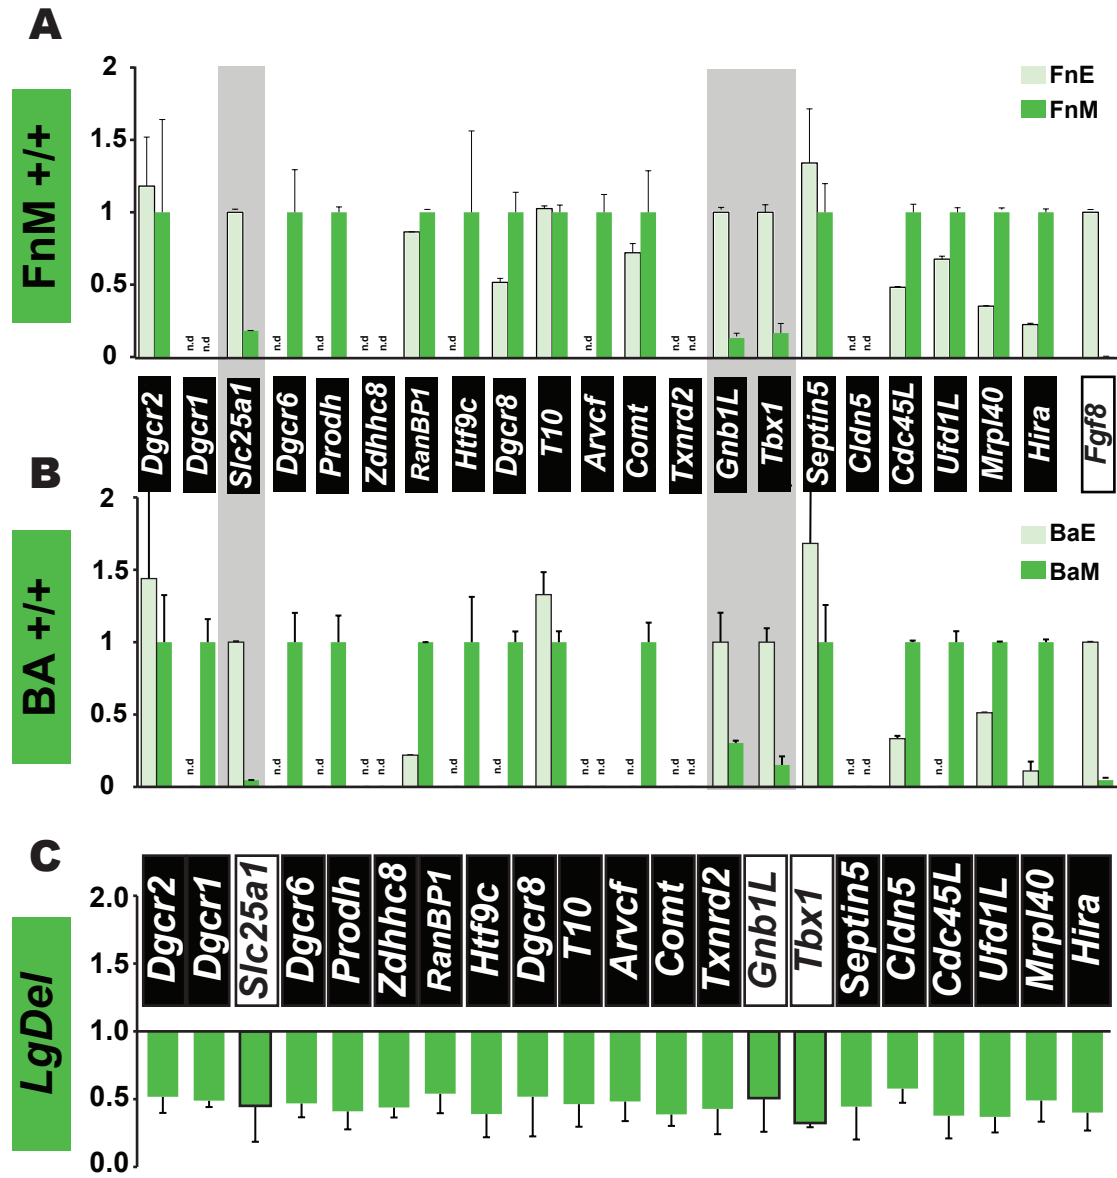 A
FnM +/+
2
1.5
1
0.5
0
FnE
FnM
n.d n.d n.d n.d n.d n.d n.d n.d n.d n.d n.d n.d
Dgcr2 Dgcr1 Slc25a1 Dgcr6 Prodh Zdhhc8 RanBP1 Htf9c Dgcr8 T10 Arvcf Comt Txnrd2 Gnb1L Tbx1 Septin5 Cldn5 Cdc45L Ufd1L Mrpl40 Hira Fgf8
B
BA +/+
2
1.5
1
0.5
0
BaE
BaM
n.d n.d n.d n.d n.d n.d n.d n.d n.d n.d n.d n.d n.d n.d n.d
C
LgDel
Dgcr2 Dgcr1 Slc25a1 Dgcr6 Prodh Zdhhc8 RanBP1 Htf9c Dgcr8 T10 Arvcf Comt Txnrd2 Gnb1L Tbx1 Septin5 Cldn5 Cdc45L Ufd1L Mrpl40 Hira
2.0
1.5
1.0
0.5
0.0